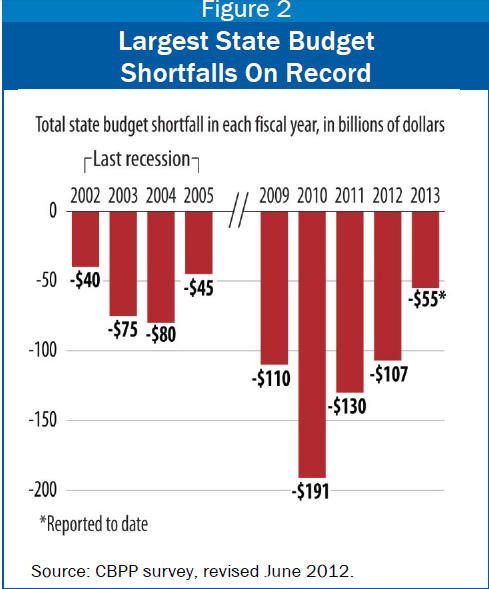 Figure 2
Largest State Budget
Shortfalls On Record
Total state budget shortfall in each fiscal year, in billions of dollars
Last recession
2002 2003 2004 2005 // 2009 2010 2011 2012 2013
0
-50
-100
-150
-200
-$40
-$75
-$80
-$45
-$110
-$191
-$130
-$107
-$55*
*Reported to date
Source: CBPP survey, revised June 2012.